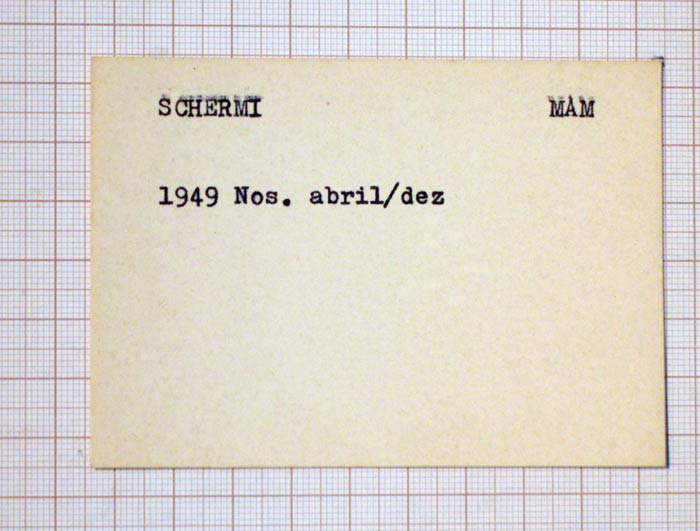 SCHERMI MAM
1949 Nos. abril/dez